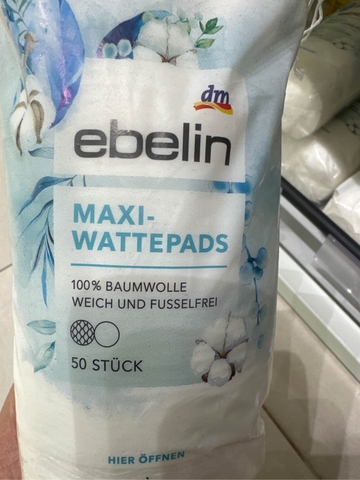 dm
ebelin
MAXI-
WATTEPADS
100% BAUMWOLLE
WEICH UND FUSSELFREI
50 STÜCK
HIER ÖFFNEN